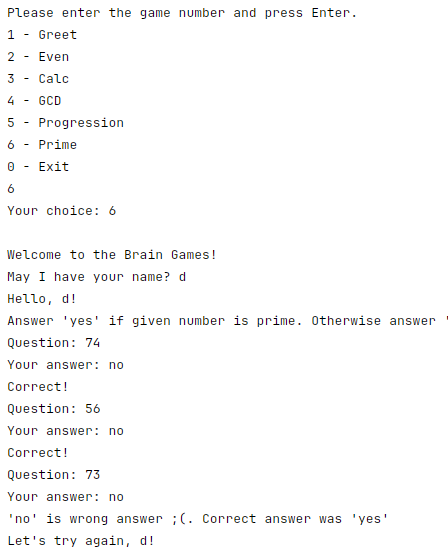 Please enter the game number and press Enter.
1 - Greet
2 - Even
3 - Calc
4 - GCD
5 - Progression
6 - Prime
0 - Exit
6
Your choice: 6

Welcome to the Brain Games!
May I have your name? d
Hello, d!
Answer 'yes' if given number is prime. Otherwise answer '
Question: 74
Your answer: no
Correct!
Question: 56
Your answer: no
Correct!
Question: 73
Your answer: no
'no' is wrong answer ;(. Correct answer was 'yes'
Let's try again, d!